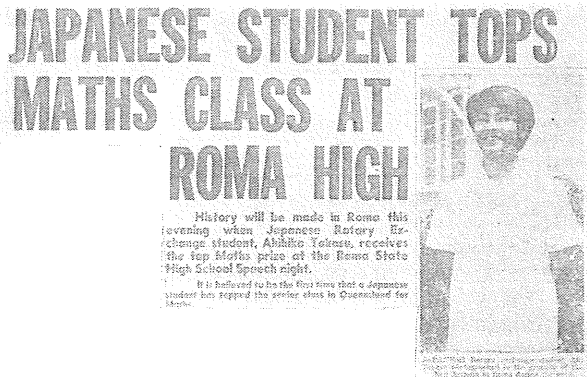 JAPANESE STUDENT TOPS
MATHS CLASS AT
ROMA HIGH
History will be made in Roma this
evening when Japanese Rotary Ex-
change student, Akihiko Takasu, receives
the top Maths prize at the Roma State
High School Speech night.
It is believed to be the first time that a Japanese
student has topped the senior class in Queensland for
Maths.